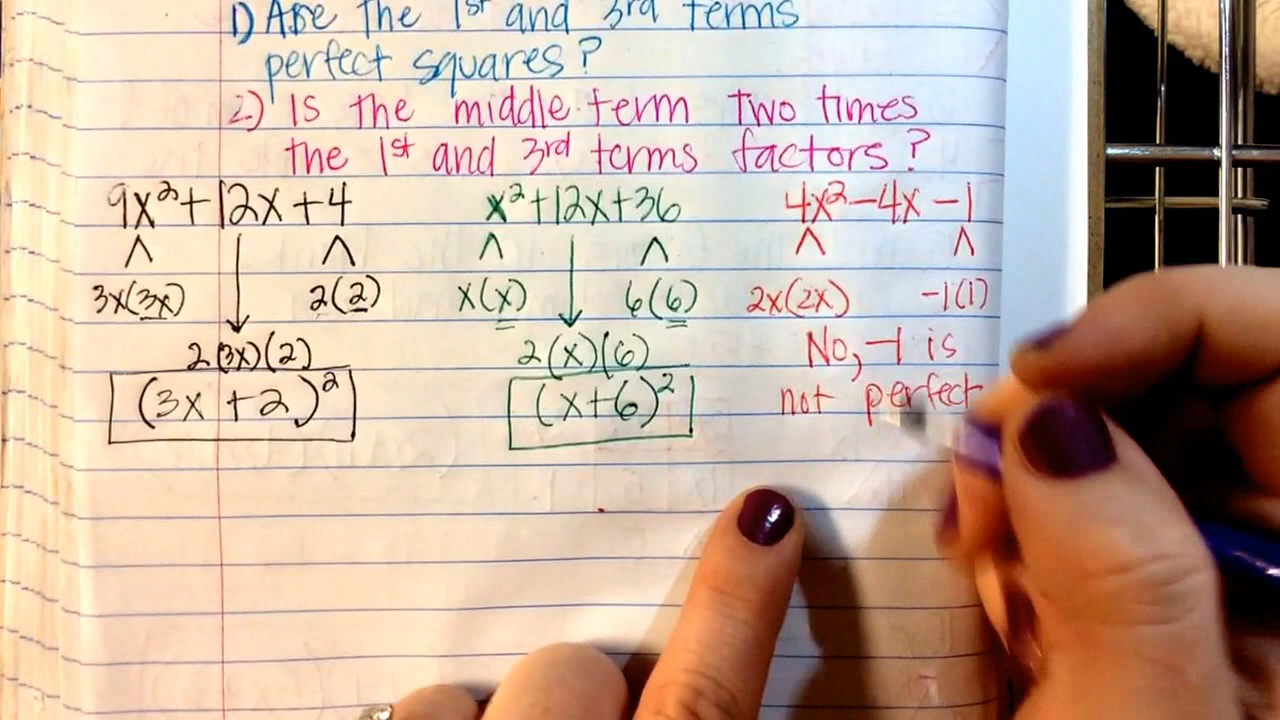 1) Are the 1st and 3rd terms
perfect squares?
2.) Is the middle term two times
the 1st and 3rd terms factors?
9x²+12x+4 x²+12x+36 4x²-4x-1
3x(3x) 2(2) x(x) 6(6) 2x(2x) -1(1)
2(3x)(2) 2(x)(6) No, -1 is
(3x+2)² (x+6)² not perfect